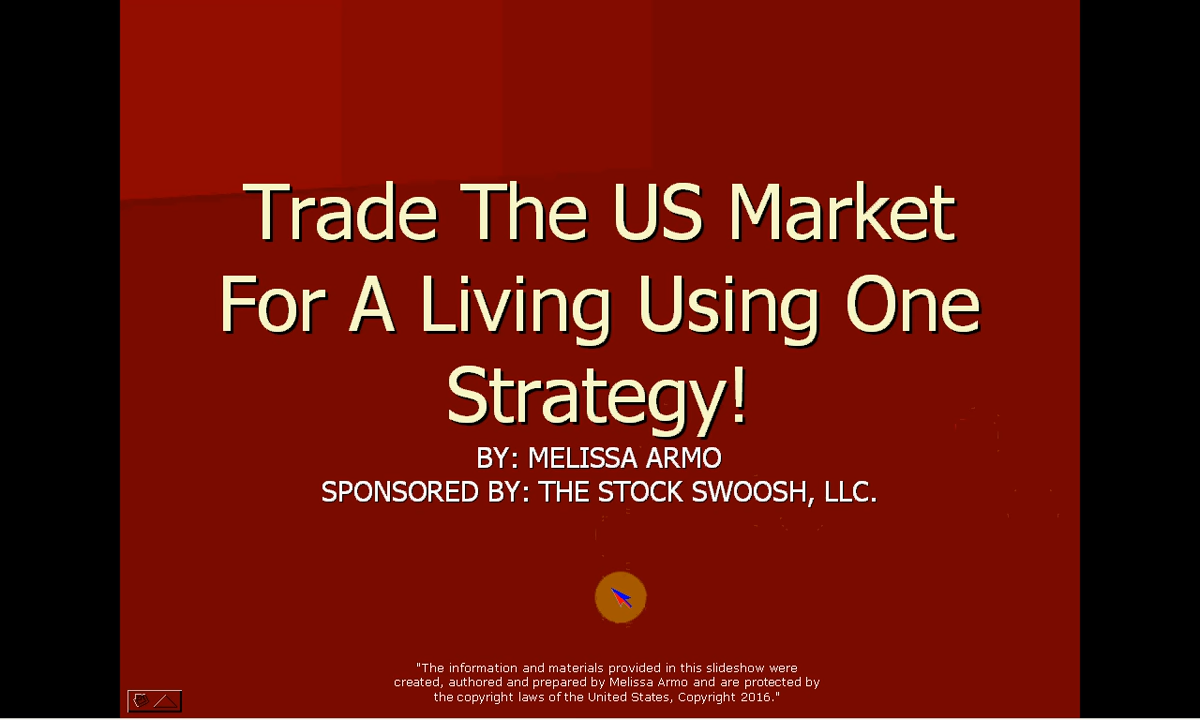 Trade The US Market
For A Living Using One
Strategy!
BY: MELISSA ARMO
SPONSORED BY: THE STOCK SWOOSH, LLC.
"The information and materials provided in this slideshow were
created, authored and prepared by Melissa Armo and are protected by
the copyright laws of the United States, Copyright 2016."